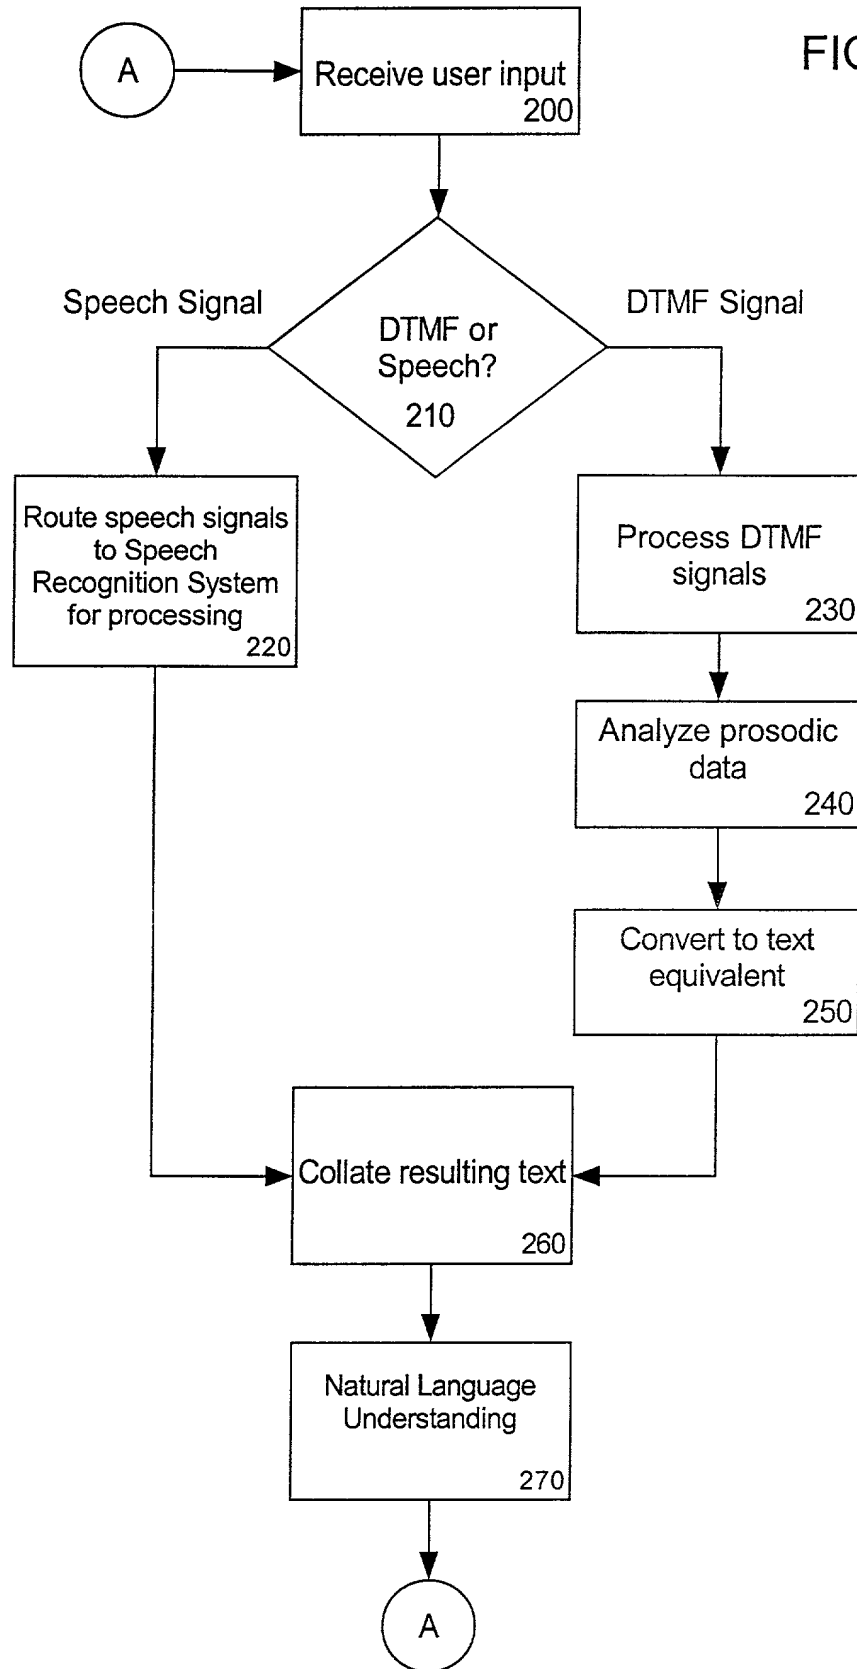 A
Receive user input
200
FIG
Speech Signal
DTMF Signal
DTMF or
Speech?
210
Route speech signals
to Speech
Recognition System
for processing
220
Process DTMF
signals
230
Analyze prosodic
data
240
Convert to text
equivalent
250
Collate resulting text
260
Natural Language
Understanding
270
A